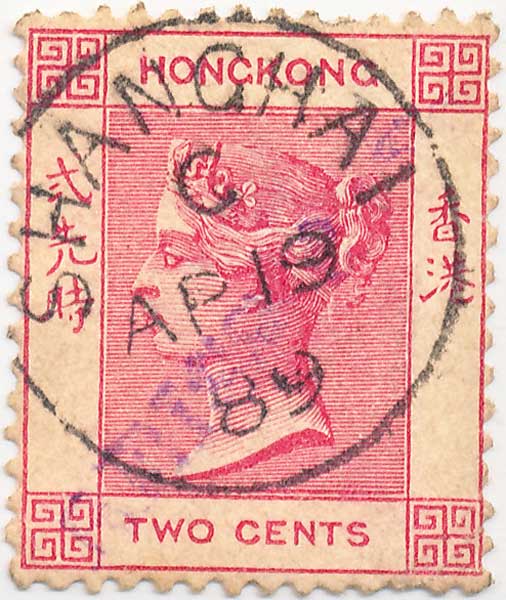 HONGKONG
弍先時
香港
TWO CENTS
SHANGHAI
C
AP 19
89